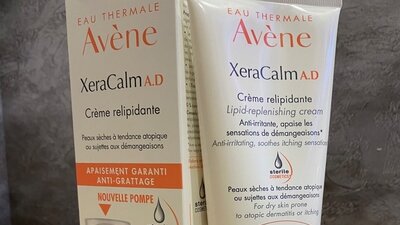 EAU THERMALE
Avène
XeraCalm A.D
Crème relipidante
Peaux sèches à tendance atopique
ou sujettes aux démangeaisons
APAISEMENT GARANTI
ANTI-GRATTAGE
NOUVELLE POMPE
EAU THERMALE
Avène
XeraCalm A.D
Crème relipidante
Lipid-replenishing cream
Anti-irritante, apaise les
sensations de démangeaisons*
Anti-irritating, soothes itching sensations
sterile
COSMETICS
Peaux sèches à tendance atopique
ou sujettes aux démangeaisons
For dry skin prone
to atopic dermatitis or itching